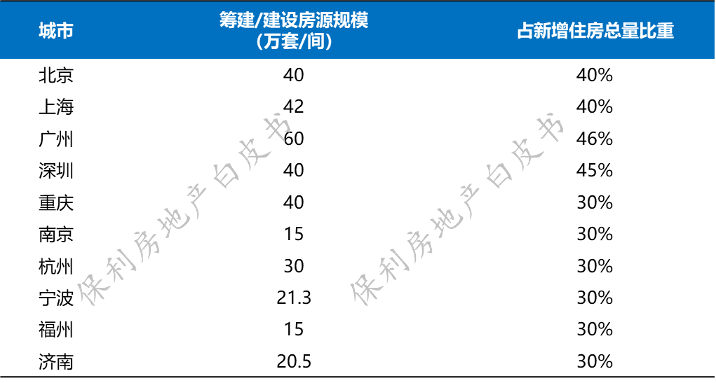 城市 筹建/建设房源规模 占新增住房总量比重
（万套/间）
北京 40 40%
上海 42 40%
广州 60 46%
深圳 40 45%
重庆 40 30%
南京 15 30%
杭州 30 30%
宁波 21.3 30%
福州 15 30%
济南 20.5 30%
保利房地产白皮书
保利房地产白皮书